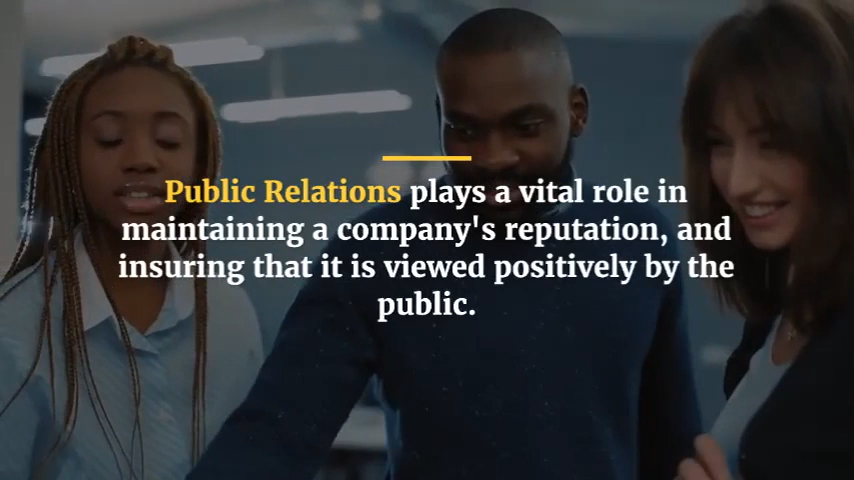 Public Relations plays a vital role in
maintaining a company's reputation, and
insuring that it is viewed positively by the
public.